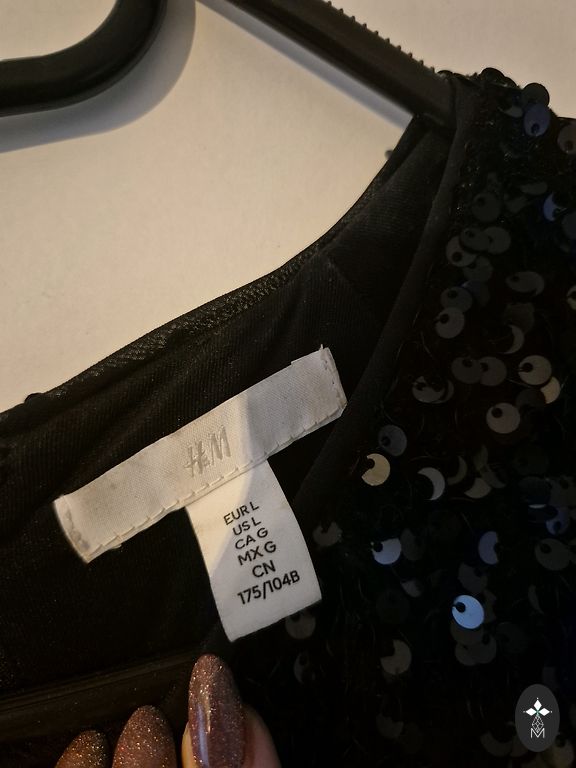 H&M
EUR L
US L
CA G
MX G
CN
175/104B
M